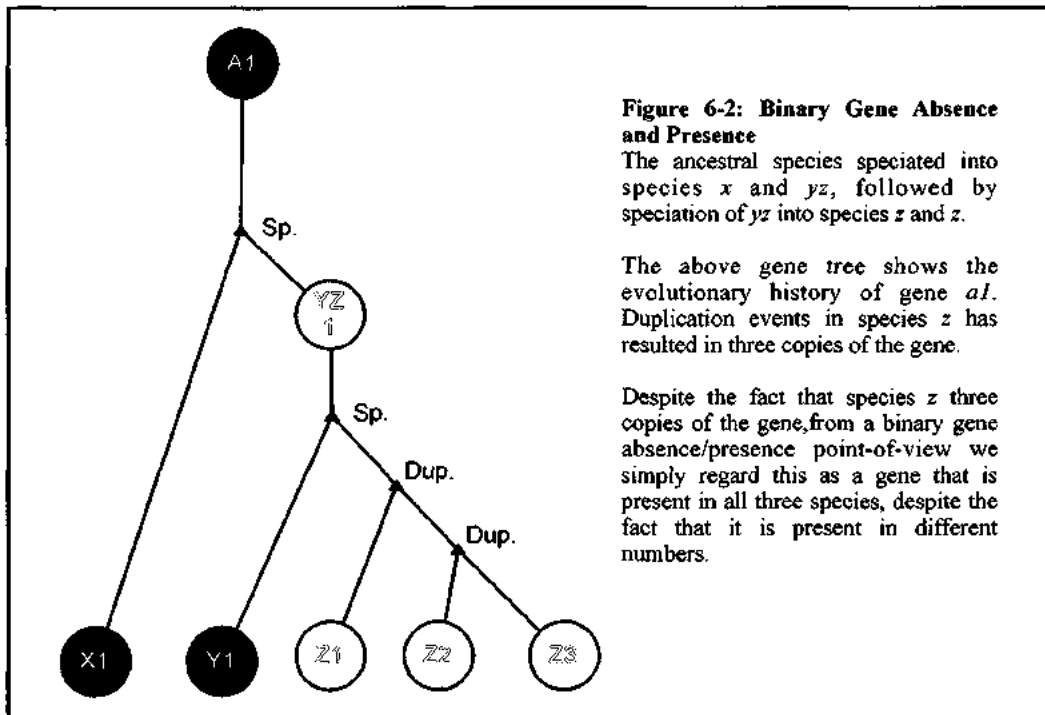 A1
Sp.
YZ
1
Sp.
Dup.
Dup.
X1
Y1
Z1
Z2
Z3
Figure 6-2: Binary Gene Absence
and Presence
The ancestral species speciated into
species x and yz, followed by
speciation of yz into species z and z.
The above gene tree shows the
evolutionary history of gene a1.
Duplication events in species z has
resulted in three copies of the gene.
Despite the fact that species z three
copies of the gene,from a binary gene
absence/presence point-of-view we
simply regard this as a gene that is
present in all three species, despite the
fact that it is present in different
numbers.